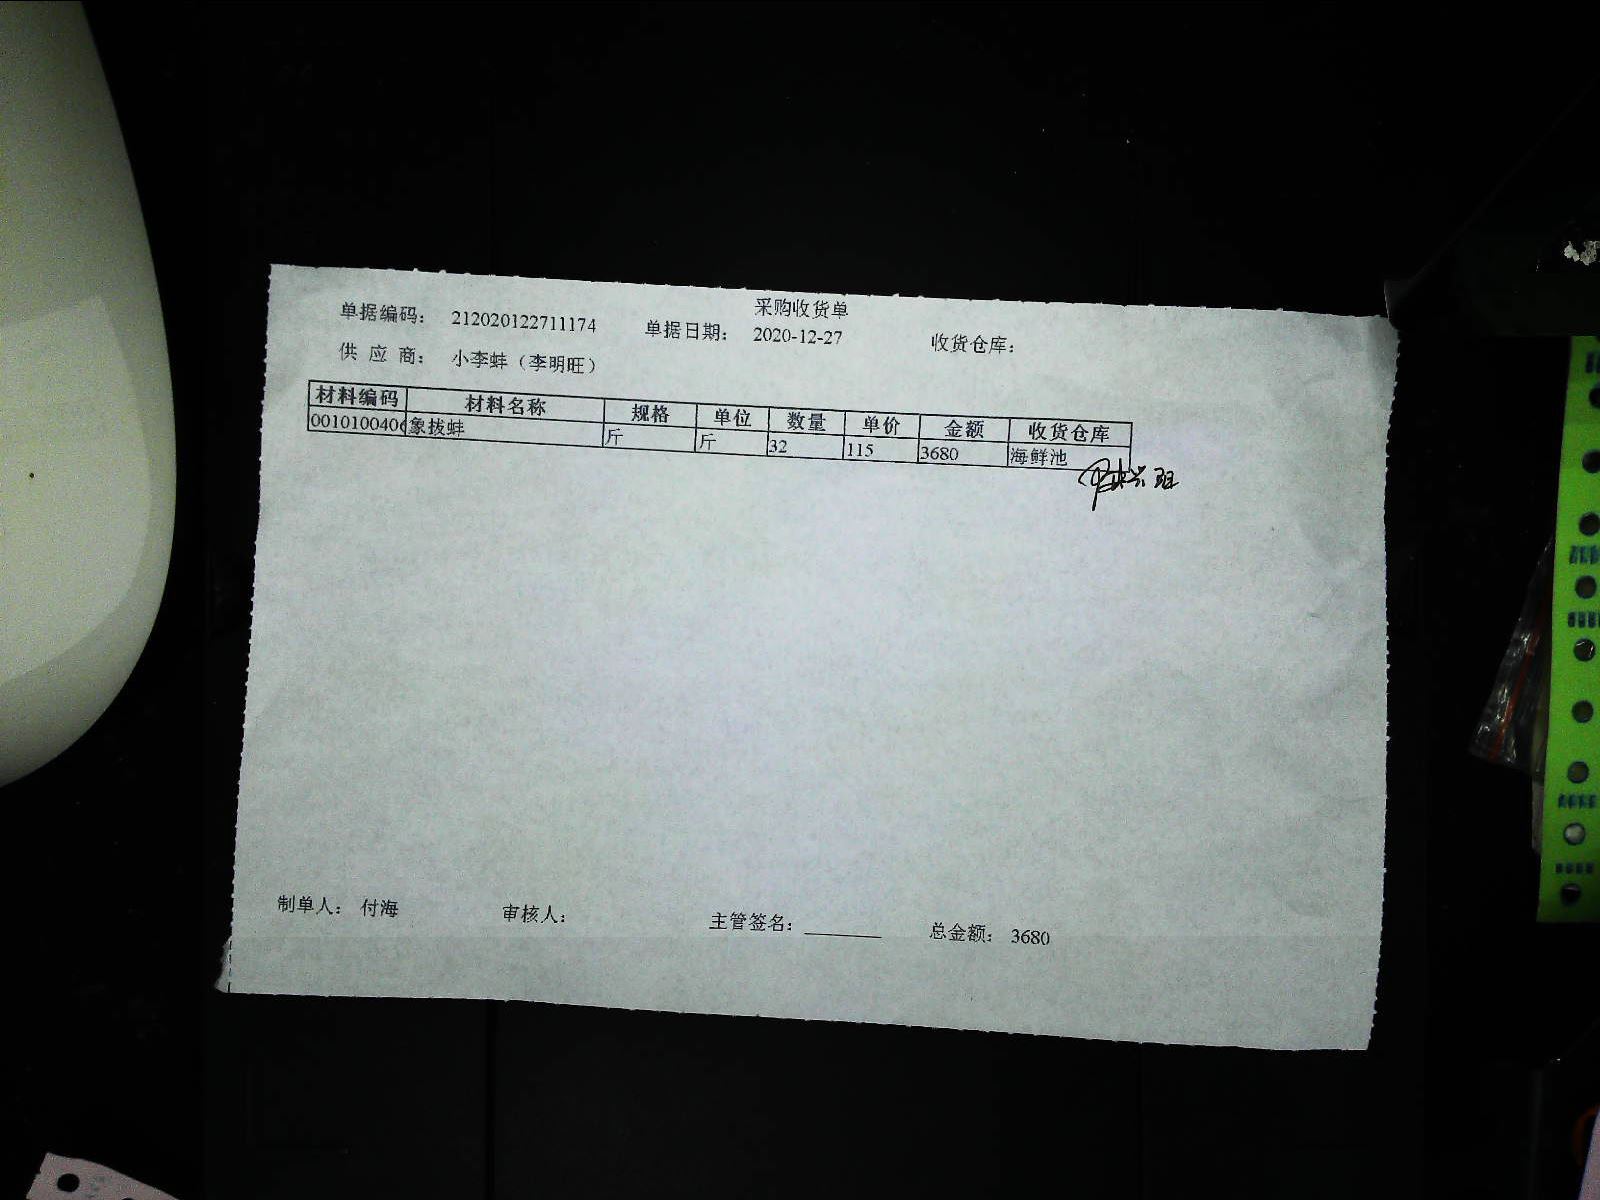 采购收货单
单据编码： 212020122711174 单据日期： 2020-12-27 收货仓库：
供 应 商： 小李蚌（李明旺）
材料编码 材料名称 规格 单位 数量 单价 金额 收货仓库
0010100406 象拔蚌 斤 斤 32 115 3680 海鲜池
制单人： 付海 审核人： 主管签名： 总金额： 3680